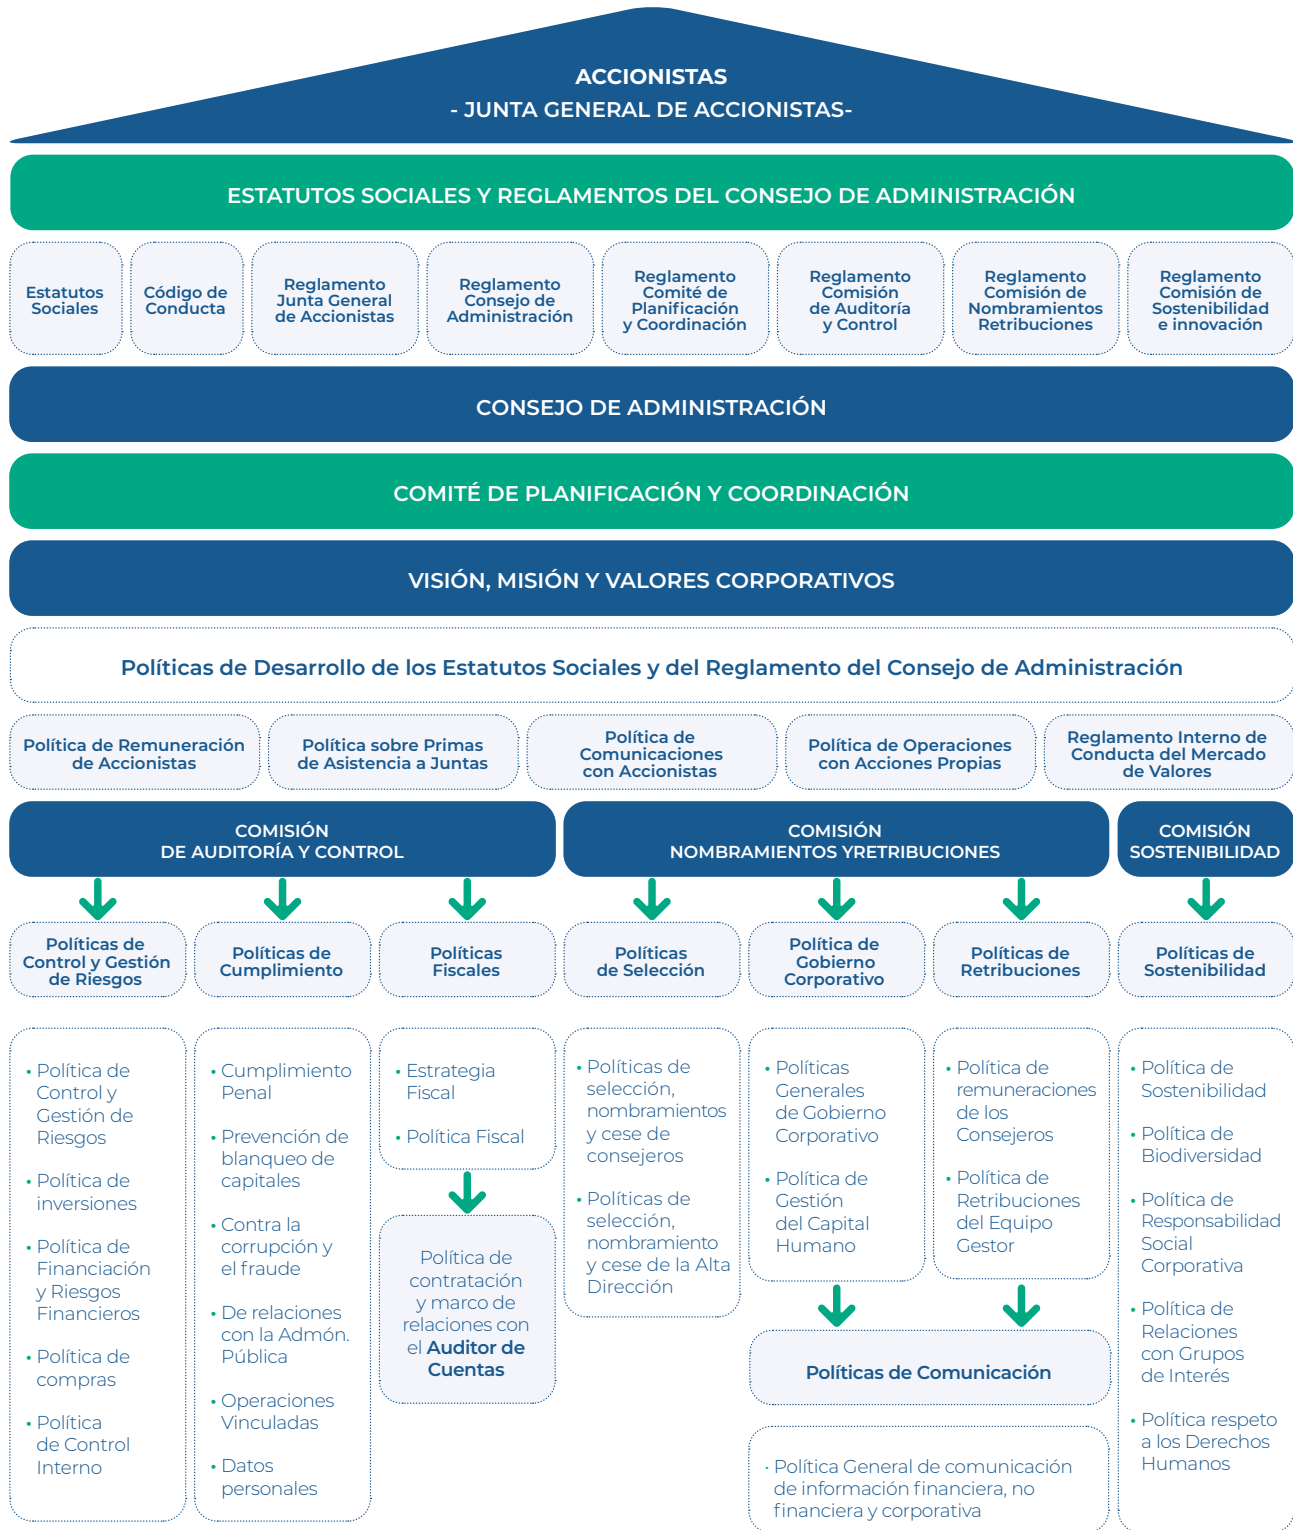 ACCIONISTAS
- JUNTA GENERAL DE ACCIONISTAS-
ESTATUTOS SOCIALES Y REGLAMENTOS DEL CONSEJO DE ADMINISTRACIÓN
Estatutos
Sociales
Código de
Conducta
Reglamento
Junta General
de Accionistas
Reglamento
Consejo de
Administración
Reglamento
Comité de
Planificación
y Coordinación
Reglamento
Comisión
de Auditoría
y Control
Reglamento
Comisión de
Nombramientos
Retribuciones
Reglamento
Comisión de
Sostenibilidad
e innovación
CONSEJO DE ADMINISTRACIÓN
COMITÉ DE PLANIFICACIÓN Y COORDINACIÓN
VISIÓN, MISIÓN Y VALORES CORPORATIVOS
Políticas de Desarrollo de los Estatutos Sociales y del Reglamento del Consejo de Administración
Política de Remuneración
de Accionistas
Política sobre Primas
de Asistencia a Juntas
Política de
Comunicaciones
con Accionistas
Política de Operaciones
con Acciones Propias
Reglamento Interno de
Conducta del Mercado
de Valores
COMISIÓN
DE AUDITORÍA Y CONTROL
COMISIÓN
NOMBRAMIENTOS YRETRIBUCIONES
COMISIÓN
SOSTENIBILIDAD
Políticas de
Control y Gestión
de Riesgos
Políticas de
Cumplimiento
Políticas
Fiscales
Políticas
de Selección
Política de
Gobierno
Corporativo
Políticas de
Retribuciones
Políticas de
Sostenibilidad
• Política de
Control y
Gestión de
Riesgos
• Política de
inversiones
• Política de
Financiación
y Riesgos
Financieros
• Política de
compras
• Política
de Control
Interno
• Cumplimiento
Penal
• Prevención de
blanqueo de
capitales
• Contra la
corrupción y
el fraude
• De relaciones
con la Admón.
Pública
• Operaciones
Vinculadas
• Datos
personales
• Estrategia
Fiscal
• Política Fiscal
Política de
contratación
y marco de
relaciones con
el Auditor de
Cuentas
• Políticas de
selección,
nombramientos
y cese de
consejeros
• Políticas de
selección,
nombramiento
y cese de la Alta
Dirección
• Políticas
Generales
de Gobierno
Corporativo
• Política de
Gestión
del Capital
Humano
• Política de
remuneraciones
de los
Consejeros
• Política de
Retribuciones
del Equipo
Gestor
Políticas de Comunicación
· Política General de comunicación
de información financiera, no
financiera y corporativa
• Política de
Sostenibilidad
• Política de
Biodiversidad
• Política de
Responsabilidad
Social
Corporativa
• Política de
Relaciones
con Grupos
de Interés
• Política respeto
a los Derechos
Humanos